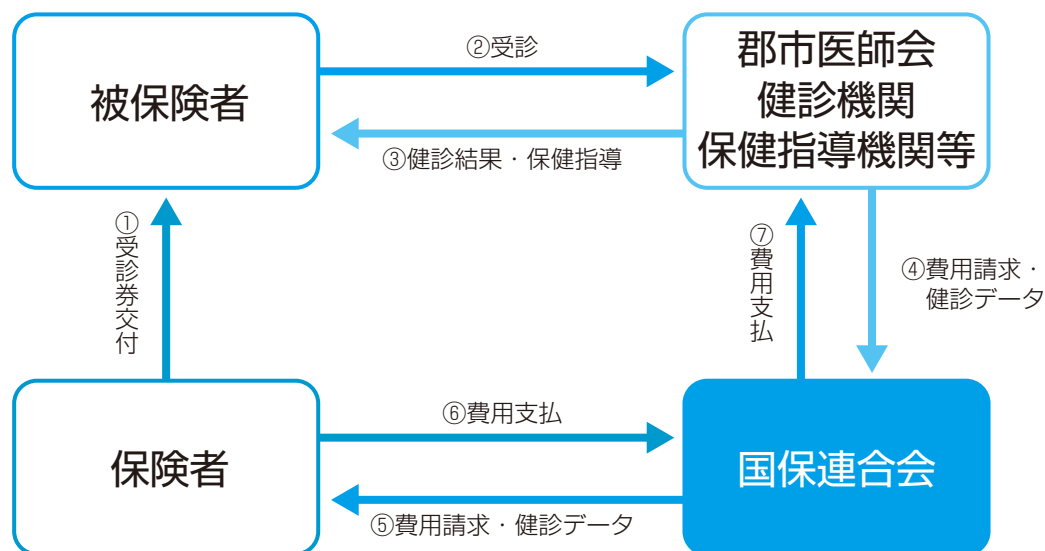 被保険者
②受診
郡市医師会
健診機関
保健指導機関等
③健診結果・保健指導
①受診券交付
⑦費用支払
④費用請求・
健診データ
保険者
⑥費用支払
国保連合会
⑤費用請求・健診データ